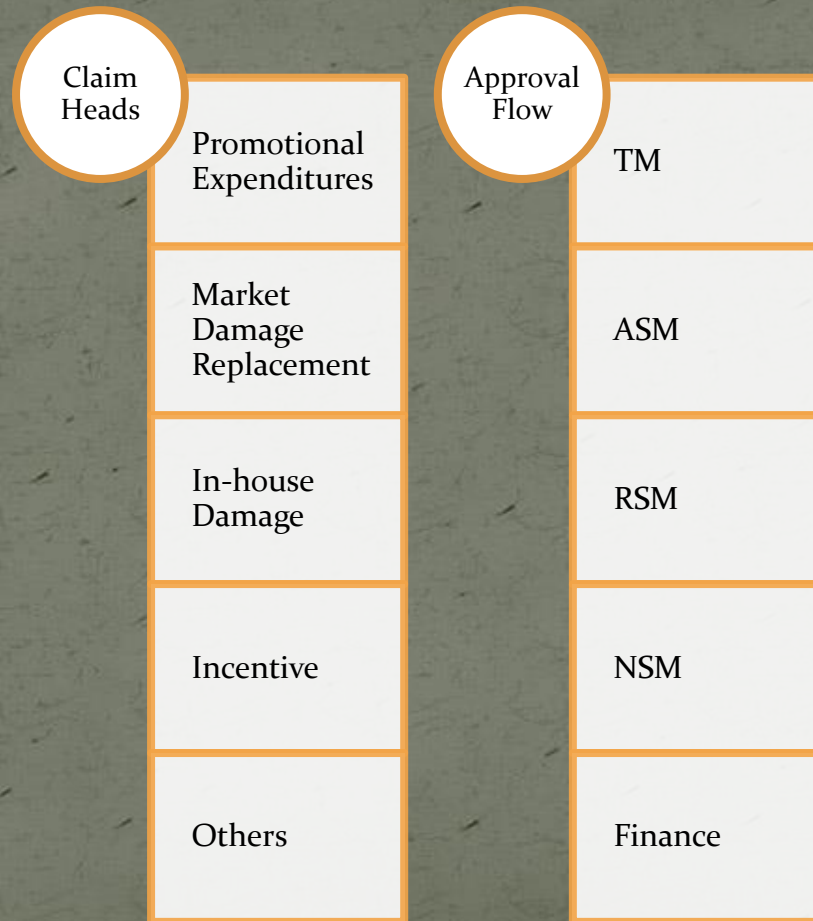 Claim
Heads
Promotional
Expenditures
Market
Damage
Replacement
In-house
Damage
Incentive
Others
Approval
Flow
TM
ASM
RSM
NSM
Finance